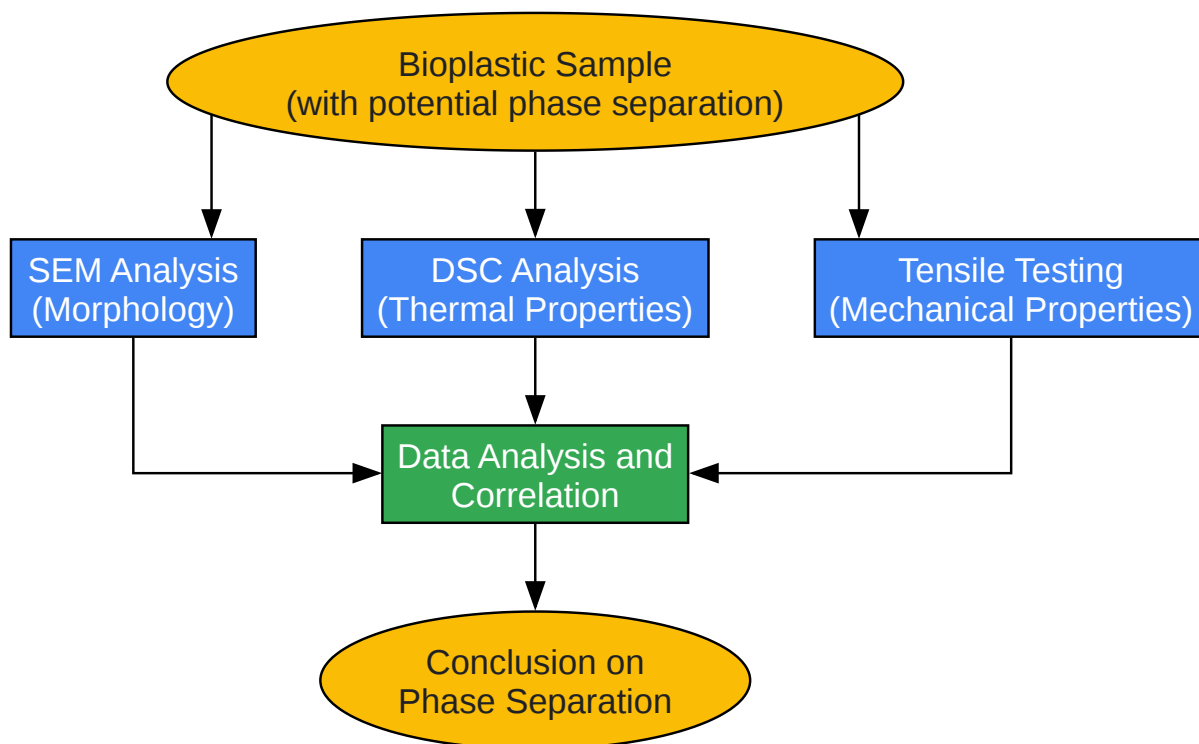 Bioplastic Sample
(with potential phase separation)
SEM Analysis
(Morphology)
DSC Analysis
(Thermal Properties)
Tensile Testing
(Mechanical Properties)
Data Analysis and
Correlation
Conclusion on
Phase Separation